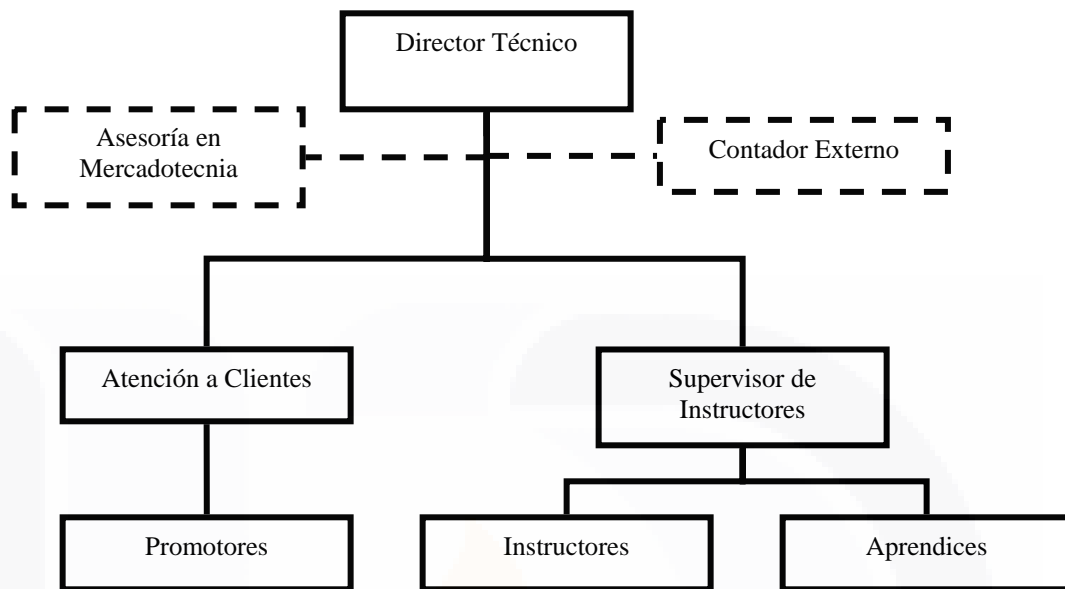 Director Técnico
Asesoría en
Mercadotecnia
Contador Externo
Atención a Clientes
Supervisor de
Instructores
Promotores
Instructores
Aprendices